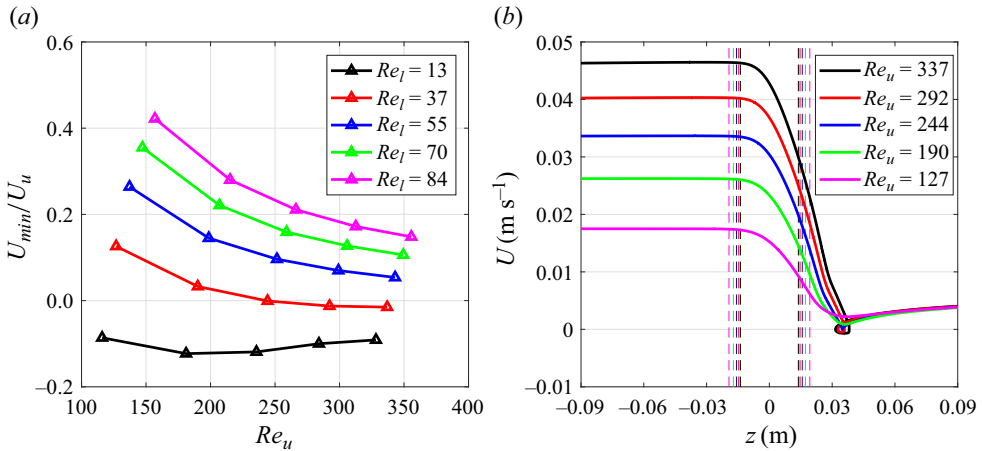 (a)
0.6
0.4
0.2
0.0
–0.2
U_min/U_u
100 150 200 250 300 350 400
Re_u
Re_l = 13
Re_l = 37
Re_l = 55
Re_l = 70
Re_l = 84
(b)
0.05
0.04
0.03
0.02
0.01
0
–0.01
U (m s⁻¹)
–0.09 –0.06 –0.03 0 0.03 0.06 0.09
z (m)
Re_u = 337
Re_u = 292
Re_u = 244
Re_u = 190
Re_u = 127